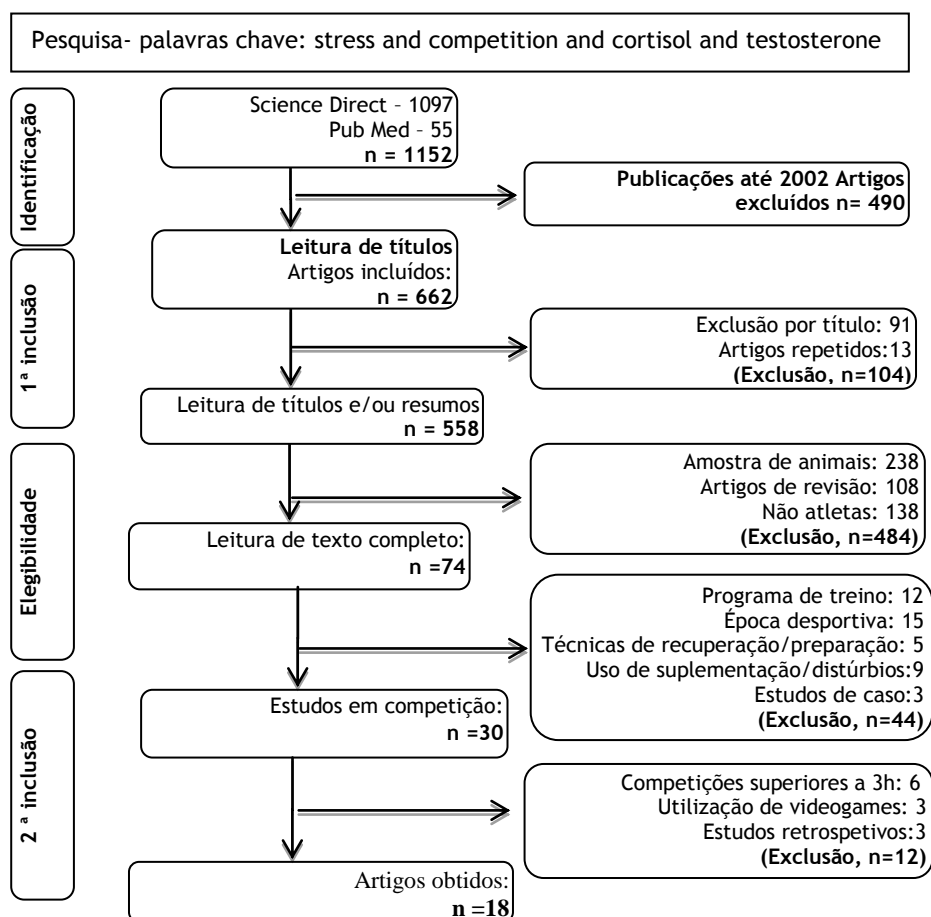 Pesquisa- palavras chave: stress and competition and cortisol and testosterone
Identificação
Science Direct – 1097
Pub Med – 55
n = 1152
Publicações até 2002 Artigos
excluídos n= 490
Leitura de títulos
Artigos incluídos:
n = 662
1ª inclusão
Exclusão por título: 91
Artigos repetidos:13
(Exclusão, n=104)
Leitura de títulos e/ou resumos
n = 558
Elegibilidade
Amostra de animais: 238
Artigos de revisão: 108
Não atletas: 138
(Exclusão, n=484)
Leitura de texto completo:
n =74
Programa de treino: 12
Época desportiva: 15
Técnicas de recuperação/preparação: 5
Uso de suplementação/distúrbios:9
Estudos de caso:3
(Exclusão, n=44)
2 ª inclusão
Estudos em competição:
n =30
Competições superiores a 3h: 6
Utilização de videogames: 3
Estudos retrospetivos:3
(Exclusão, n=12)
Artigos obtidos:
n =18